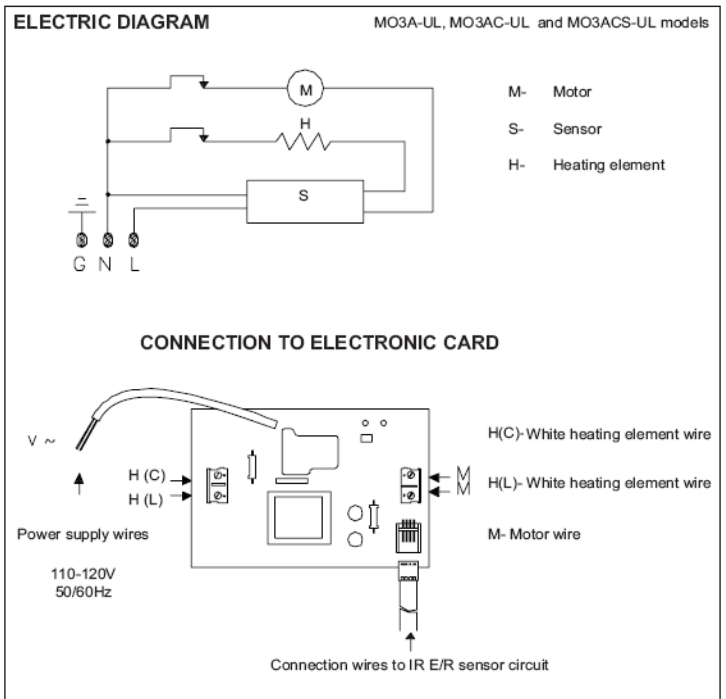 ELECTRIC DIAGRAM
MO3A-UL, MO3AC-UL and MO3ACS-UL models
M
H
S
G N L
M- Motor
S- Sensor
H- Heating element
CONNECTION TO ELECTRONIC CARD
V ~
H (C)
H (L)
M
M
Power supply wires
110-120V
50/60Hz
H(C)- White heating element wire
H(L)- White heating element wire
M- Motor wire
Connection wires to IR E/R sensor circuit